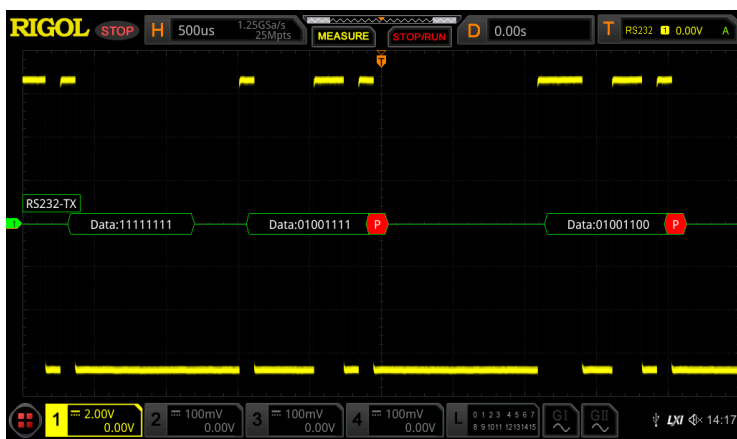 RIGOL STOP H 500us 1.25GSa/s 25Mpts MEASURE STOP/RUN D 0.00s T RS232 1 0.00V A
T
RS232-TX
1 Data:11111111 Data:01001111 P Data:01001100 P
1 2.00V 0.00V 2 100mV 0.00V 3 100mV 0.00V 4 100mV 0.00V L 0 1 2 3 4 5 6 7 8 9 10 11 12 13 14 15 GI GII LXI 14:17